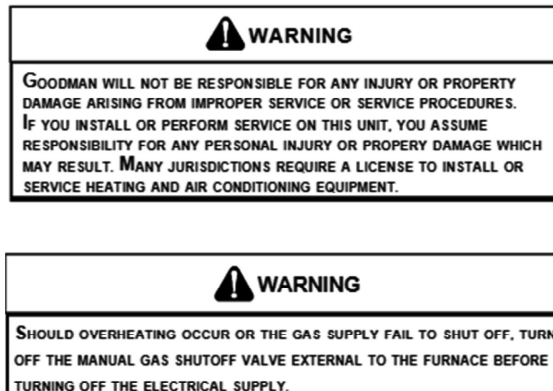 WARNING
GOODMAN WILL NOT BE RESPONSIBLE FOR ANY INJURY OR PROPERTY
DAMAGE ARISING FROM IMPROPER SERVICE OR SERVICE PROCEDURES.
IF YOU INSTALL OR PERFORM SERVICE ON THIS UNIT, YOU ASSUME
RESPONSIBILITY FOR ANY PERSONAL INJURY OR PROPERY DAMAGE WHICH
MAY RESULT. MANY JURISDICTIONS REQUIRE A LICENSE TO INSTALL OR
SERVICE HEATING AND AIR CONDITIONING EQUIPMENT.
WARNING
SHOULD OVERHEATING OCCUR OR THE GAS SUPPLY FAIL TO SHUT OFF, TURN
OFF THE MANUAL GAS SHUTOFF VALVE EXTERNAL TO THE FURNACE BEFORE
TURNING OFF THE ELECTRICAL SUPPLY.